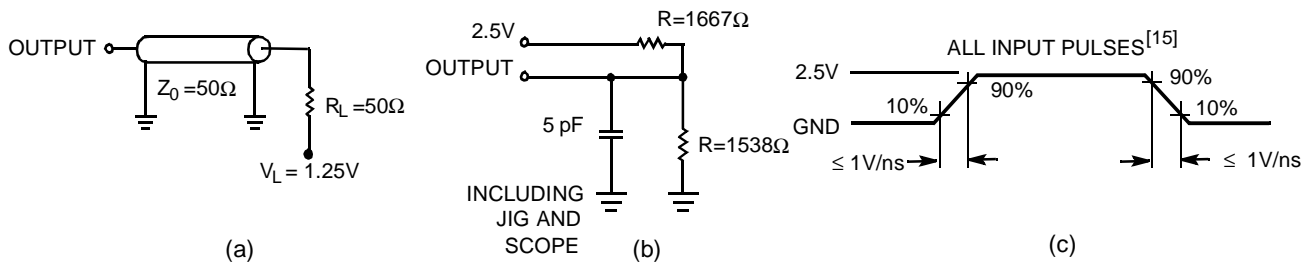 OUTPUT
Z0 =50Ω
RL =50Ω
VL = 1.25V
(a)
R=1667Ω
2.5V
OUTPUT
5 pF
R=1538Ω
INCLUDING
JIG AND
SCOPE
(b)
ALL INPUT PULSES[15]
2.5V
GND
10%
90%
90%
10%
≤ 1V/ns
≤ 1V/ns
(c)